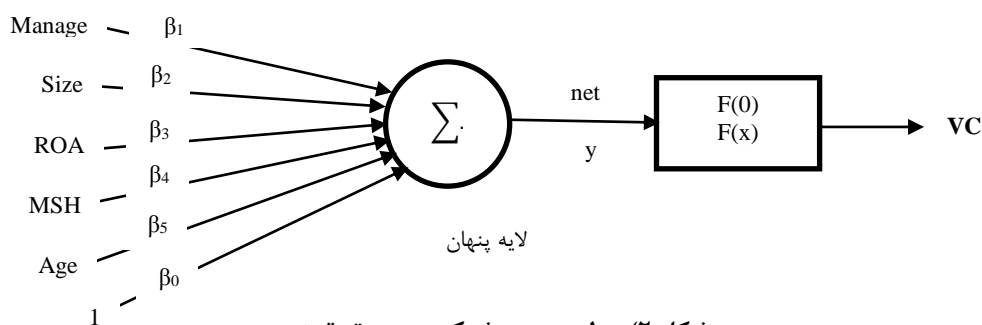 Manage β1
Size β2
ROA β3
MSH β4
Age β5
1 β0
∑.
net
y
F(0)
F(x)
VC
لایه پنهان